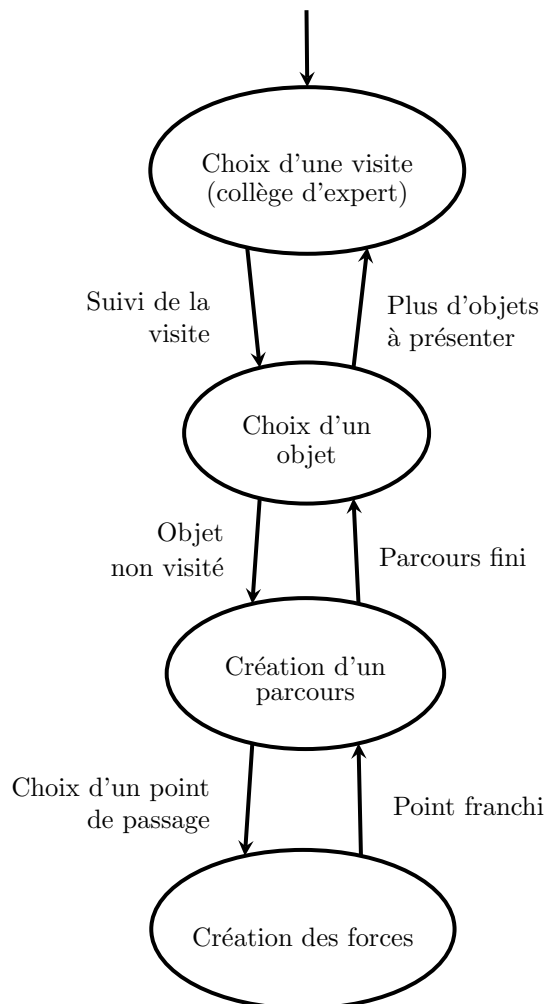 Choix d'une visite
(collège d'expert)
Suivi de la
visite
Plus d'objets
à présenter
Choix d'un
objet
Objet
non visité
Parcours fini
Création d'un
parcours
Choix d'un point
de passage
Point franchi
Création des forces